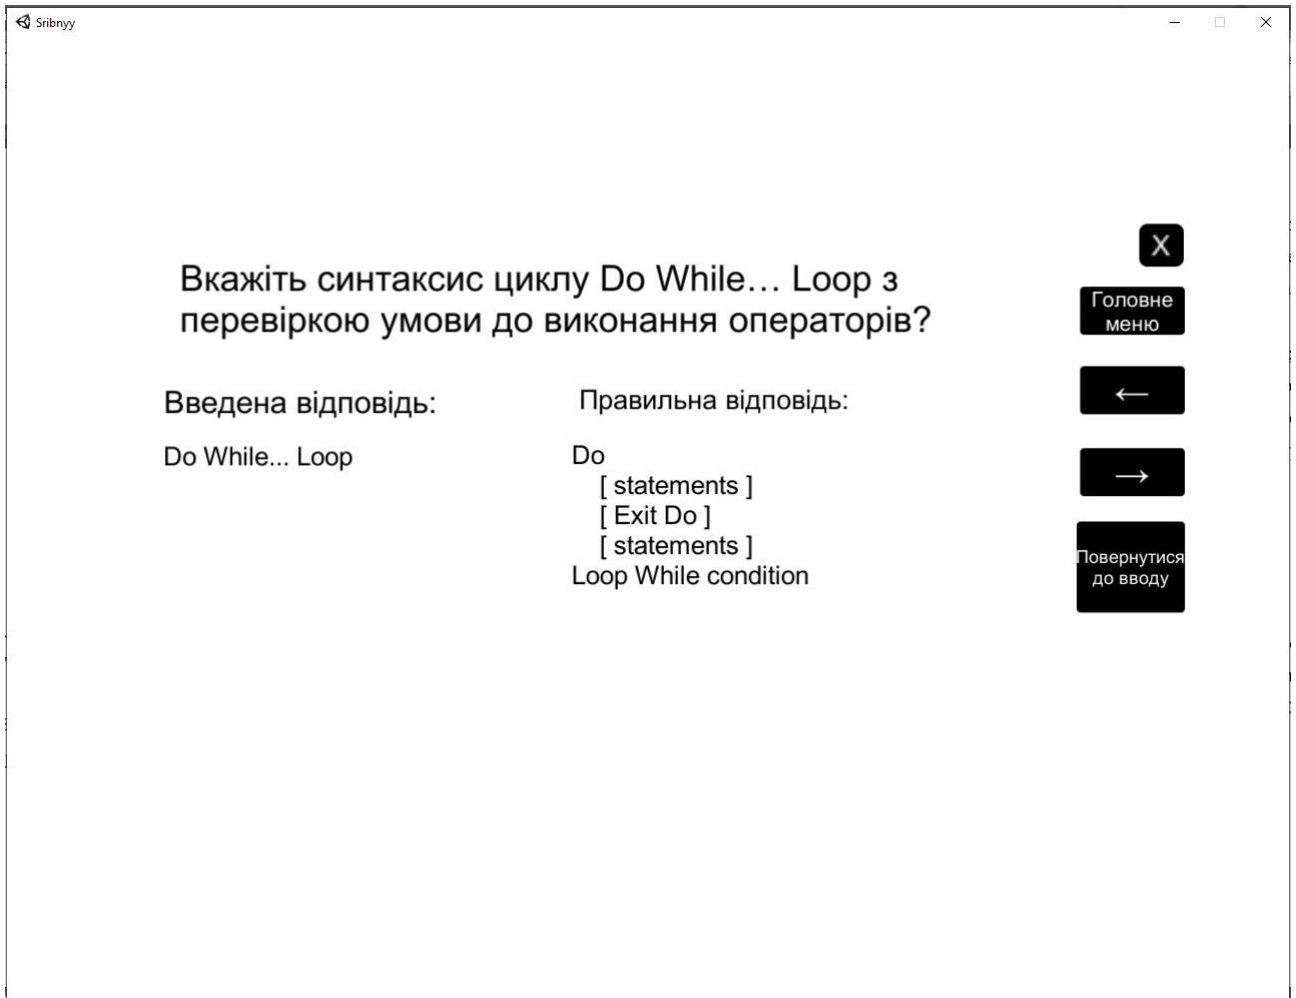 Sribnyy
X
Вкажіть синтаксис циклу Do While… Loop з
перевіркою умови до виконання операторів?
Головне
меню
Введена відповідь:
Правильна відповідь:
←
Do While... Loop
Do
[ statements ]
[ Exit Do ]
[ statements ]
Loop While condition
→
Повернутися
до вводу